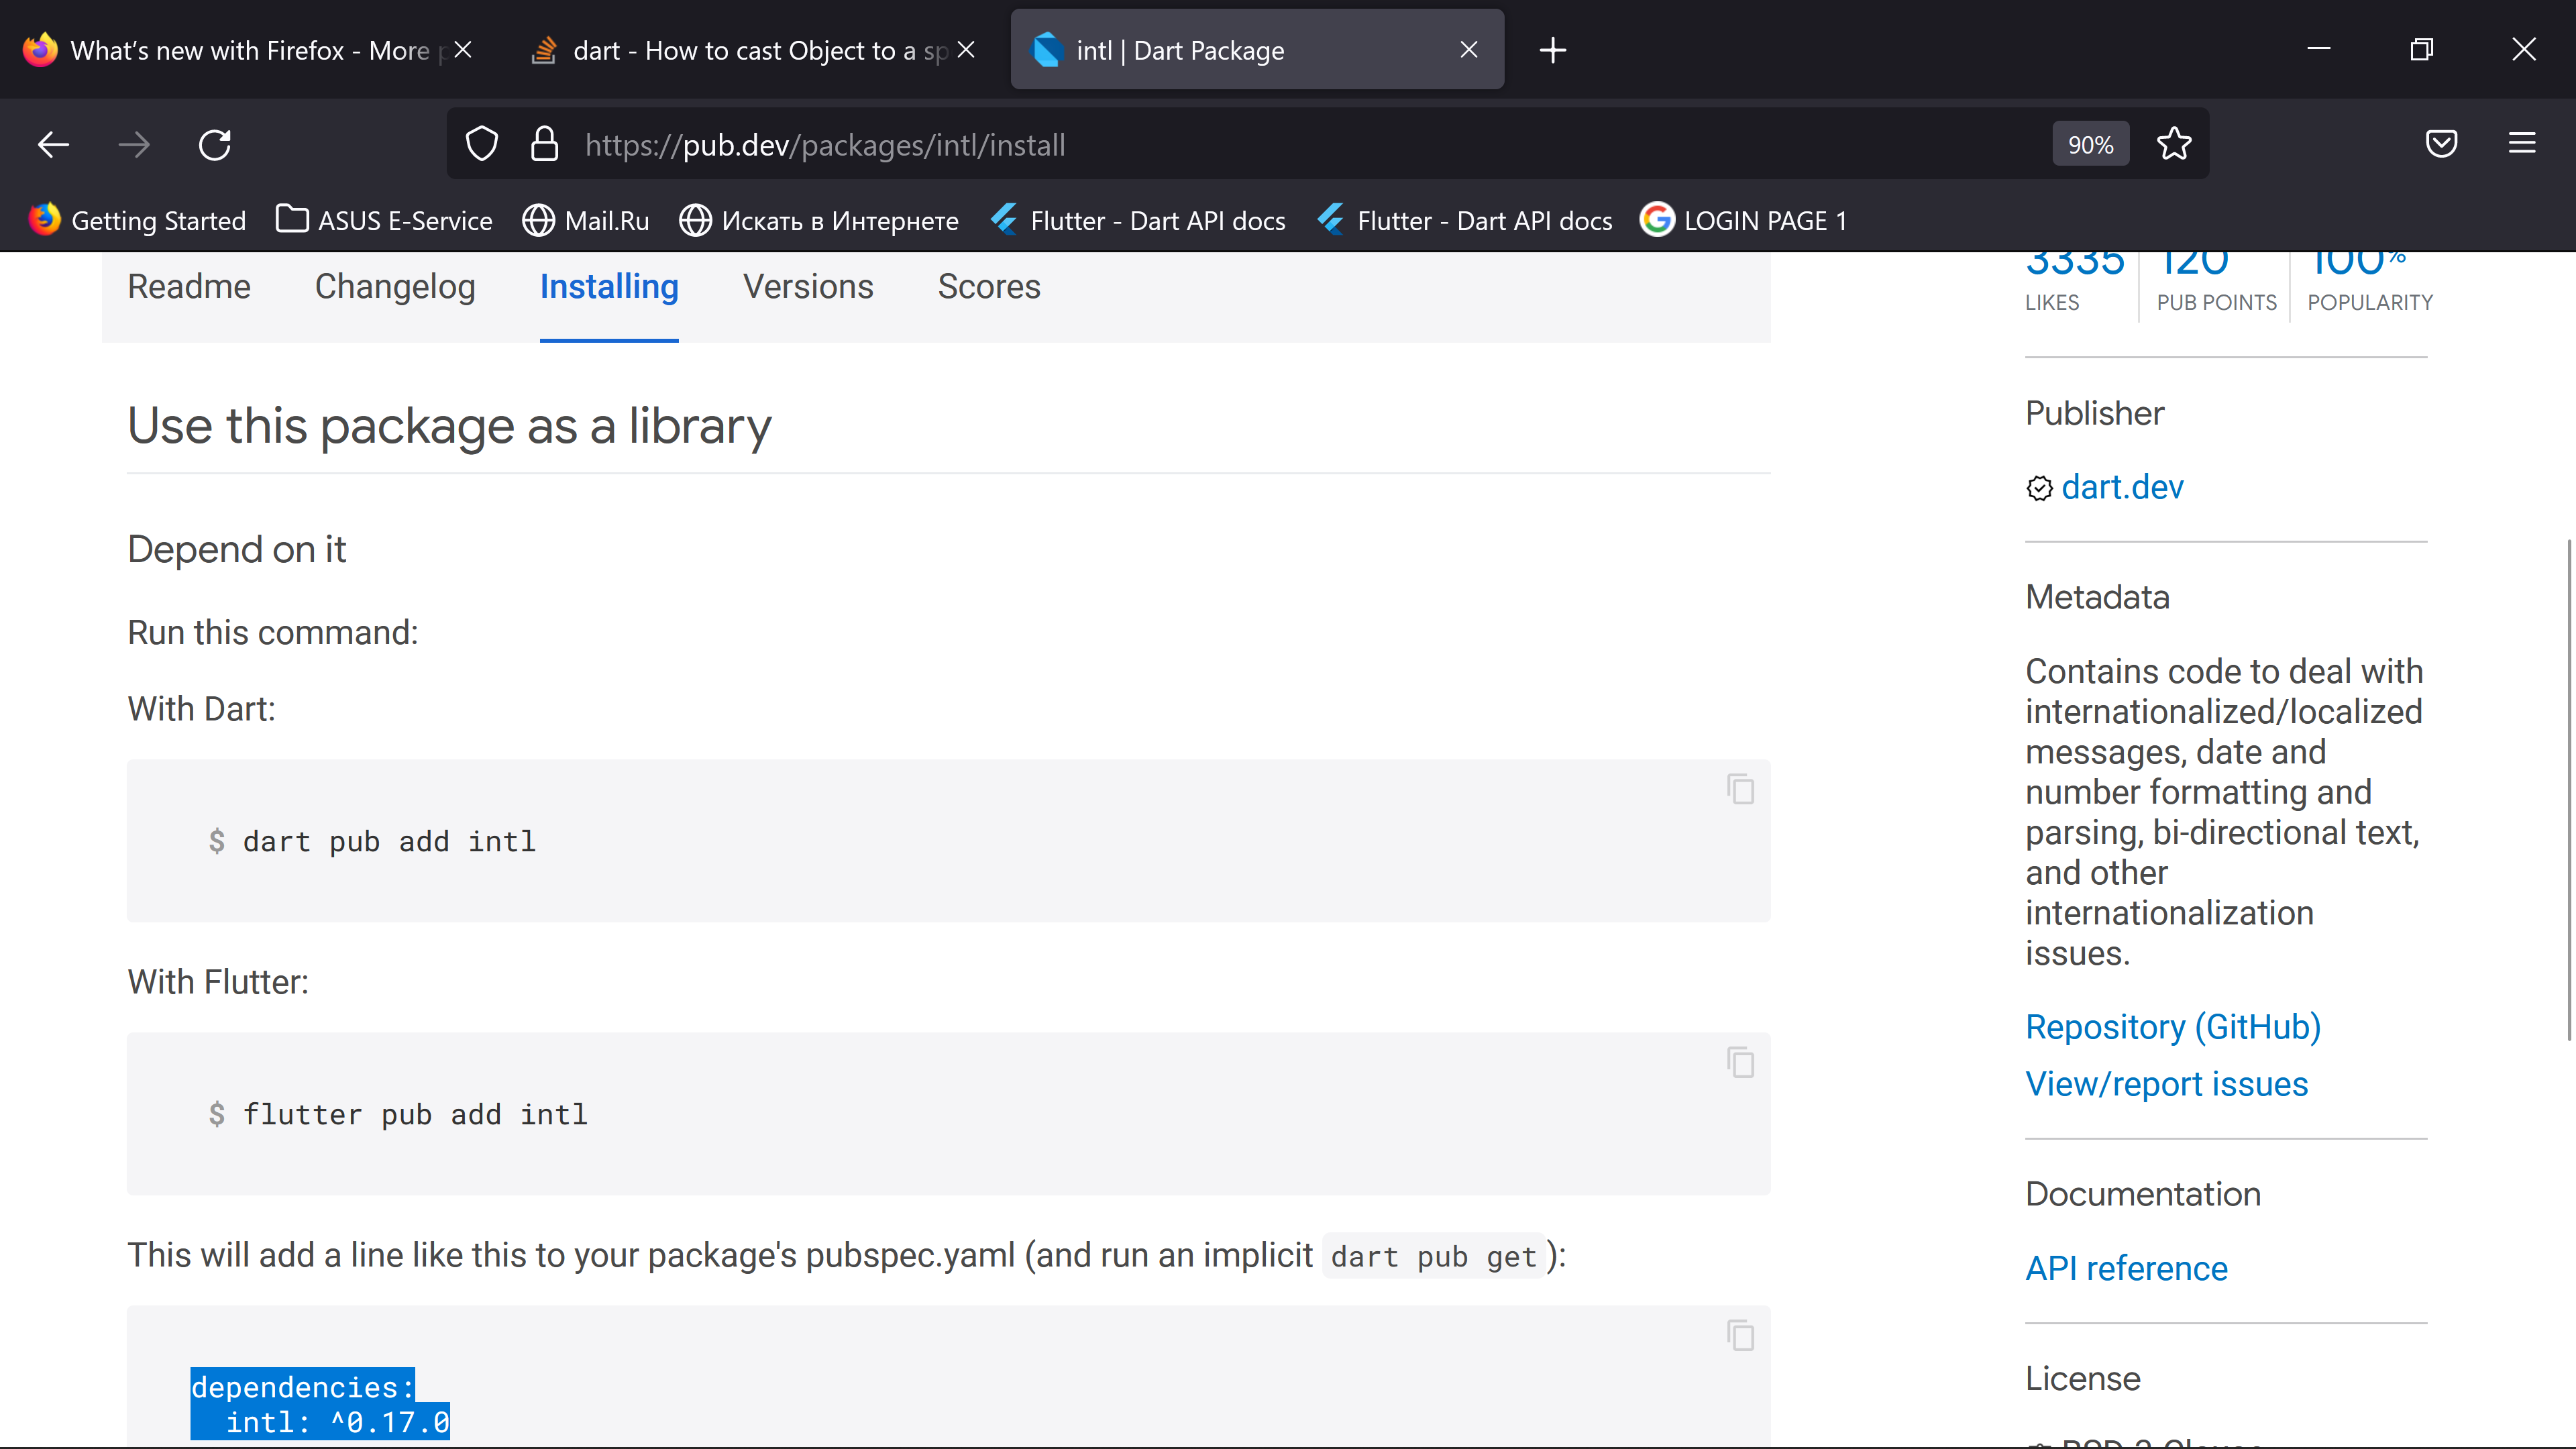 What's new with Firefox - More p
dart - How to cast Object to a sp
intl | Dart Package
https://pub.dev/packages/intl/install
90%
Getting Started
ASUS E-Service
Mail.Ru
Искать в Интернете
Flutter - Dart API docs
Flutter - Dart API docs
LOGIN PAGE 1
Readme
Changelog
Installing
Versions
Scores
Use this package as a library
Depend on it
Run this command:
With Dart:
$ dart pub add intl
With Flutter:
$ flutter pub add intl
This will add a line like this to your package's pubspec.yaml (and run an implicit dart pub get):
dependencies:
intl: ^0.17.0
3335
LIKES
120
PUB POINTS
100%
POPULARITY
Publisher
dart.dev
Metadata
Contains code to deal with
internationalized/localized
messages, date and
number formatting and
parsing, bi-directional text,
and other
internationalization
issues.
Repository (GitHub)
View/report issues
Documentation
API reference
License